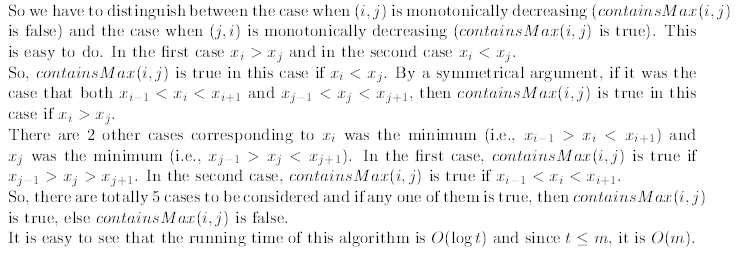 So we have to distinguish between the case when (i, j) is monotonically decreasing (containsMax(i, j)
is false) and the case when (j, i) is monotonically decreasing (containsMax(i, j) is true). This
is easy to do. In the first case x_i > x_j and in the second case x_i < x_j.
So, containsMax(i, j) is true in this case if x_i < x_j. By a symmetrical argument, if it was the
case that both x_{i−1} < x_i < x_{i+1} and x_{j−1} < x_j < x_{j+1}, then containsMax(i, j) is true in this
case if x_i > x_j.
There are 2 other cases corresponding to x_i was the minimum (i.e., x_{i−1} > x_i < x_{i+1}) and
x_j was the minimum (i.e., x_{j−1} > x_j < x_{j+1}). In the first case, containsMax(i, j) is true if
x_{j−1} > x_j > x_{j+1}. In the second case, containsMax(i, j) is true if x_{i−1} < x_i < x_{i+1}.
So, there are totally 5 cases to be considered and if any one of them is true, then containsMax(i, j)
is true, else containsMax(i, j) is false.
It is easy to see that the running time of this algorithm is O(log t) and since t ≤ m, it is O(m).